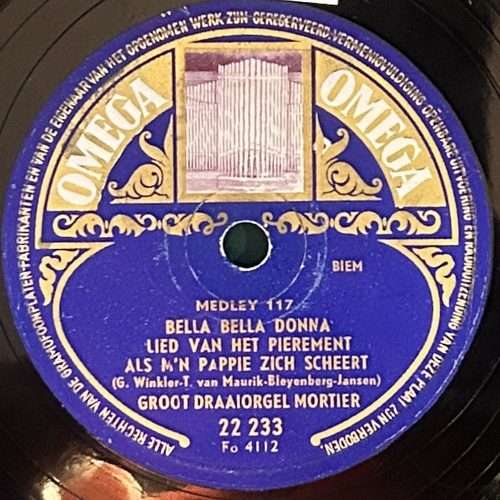 ALLE RECHTEN VAN DE GRAMOFOONPLATEN-FABRIKANTEN EN VAN DE EIGENAAR VAN HET OPGENOMEN WERK ZIJN GERESERVEERD. VERMENIGVULDIGING OPENBARE UITVOERING EN RADIOUITZENDING VAN DEZE PLAAT ZIJN VERBODEN.
OMEGA OMEGA
BIEM
MEDLEY 117
BELLA BELLA DONNA
LIED VAN HET PIEREMENT
ALS M'N PAPPIE ZICH SCHEERT
(G. Winkler-T. van Maurik-Bleyenberg-Jansen)
GROOT DRAAIORGEL MORTIER
22 233
Fo 4112